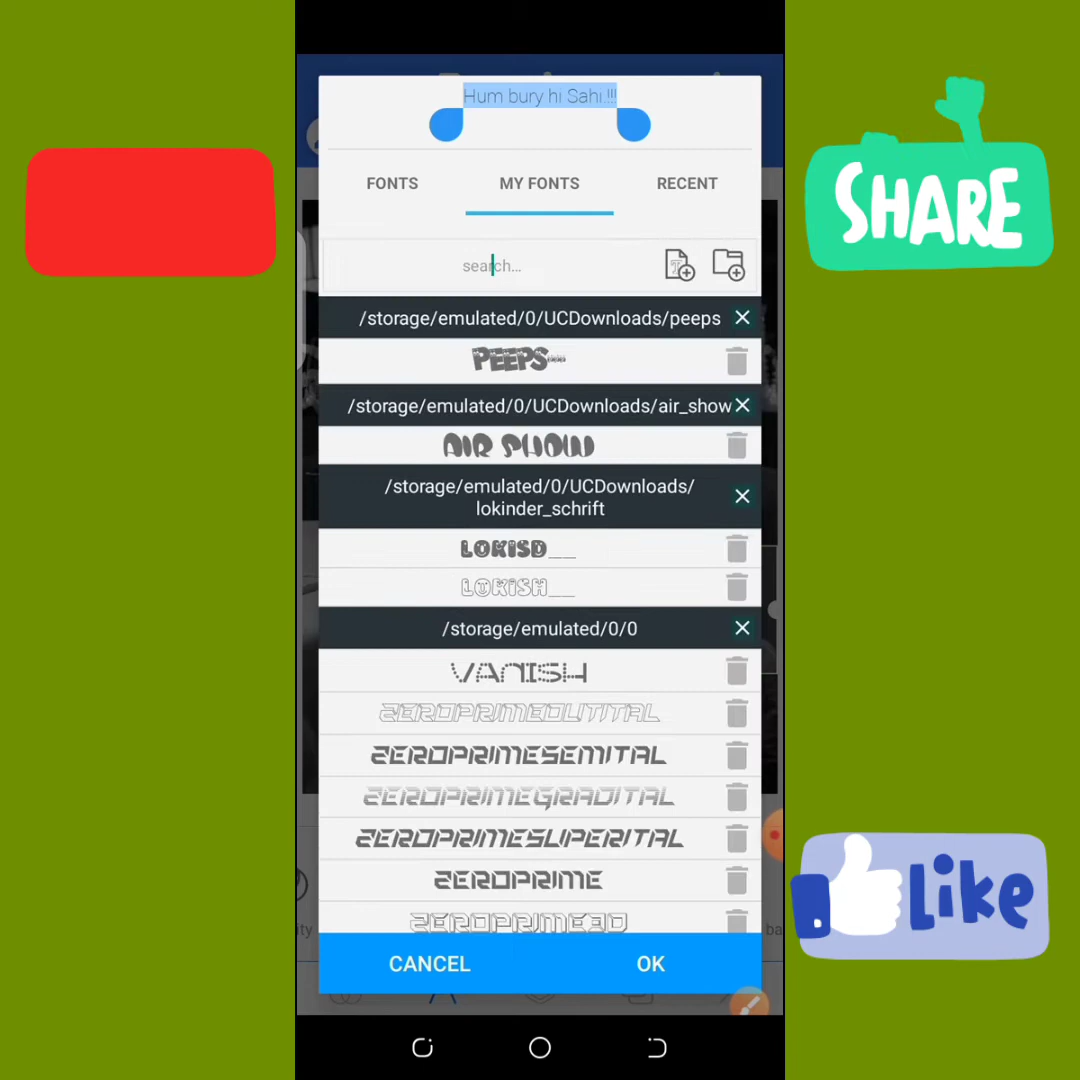 Hum bury hi Sahi.!!!
FONTS MY FONTS RECENT
search...
/storage/emulated/0/UCDownloads/peeps
PEEPS
/storage/emulated/0/UCDownloads/air_show
AIR SHOW
/storage/emulated/0/UCDownloads/
lokinder_schrift
LOKISD__
LOKISH__
/storage/emulated/0/0
VANISH
ZEROPRIMEOUTITAL
ZEROPRIMESEMITAL
ZEROPRIMEGRADITAL
ZEROPRIMESUPERITAL
ZEROPRIME
ZEROPRIME3D
CANCEL OK
SHARE
Like
ity
ba